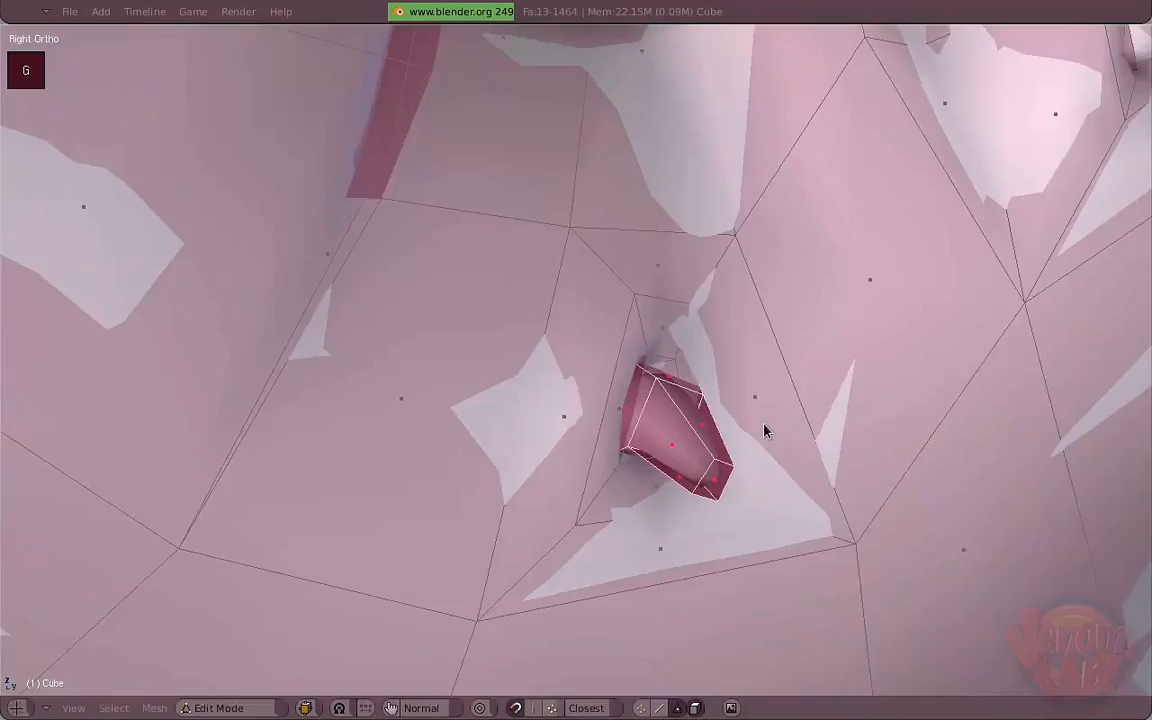 File Add Timeline Game Render Help www.blender.org 249 Fa:13-1464 | Mem:22.15M (0.09M) Cube
Right Ortho
G
(1) Cube
View Select Mesh Edit Mode Normal Closest